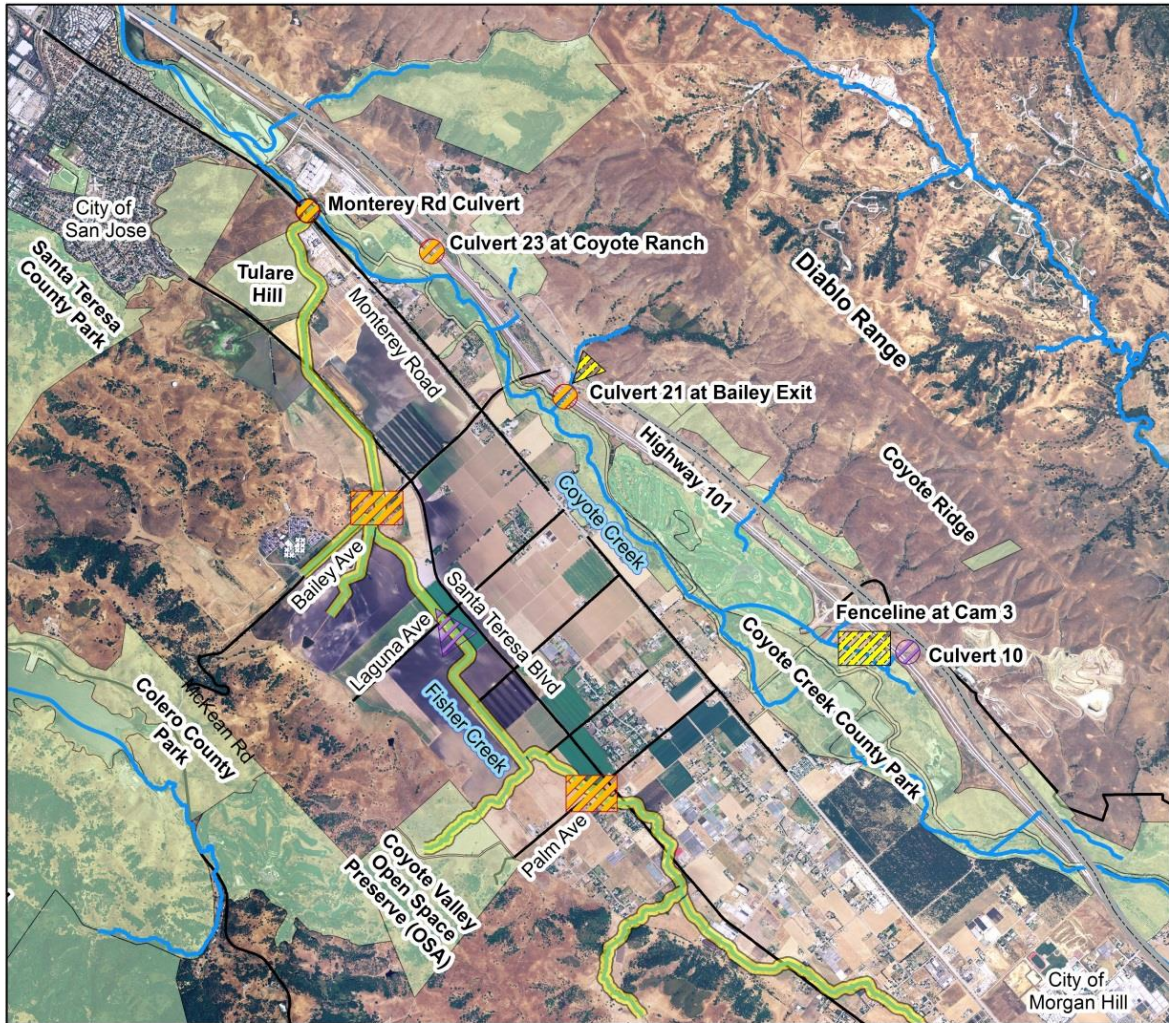 Monterey Rd Culvert
City of
San Jose
Culvert 23 at Coyote Ranch
Santa Teresa
County Park
Tulare
Hill
Diablo Range
Monterey Road
Culvert 21 at Bailey Exit
Highway 101
Coyote Ridge
Coyote Creek
Bailey Ave
Santa Teresa Blvd
Fenceline at Cam 3
Laguna Ave
Culvert 10
Coyote Creek County Park
McKean Rd
Colero County
Park
Fisher Creek
Palm Ave
Coyote Valley
Open Space
Preserve (OSA)
City of
Morgan Hill